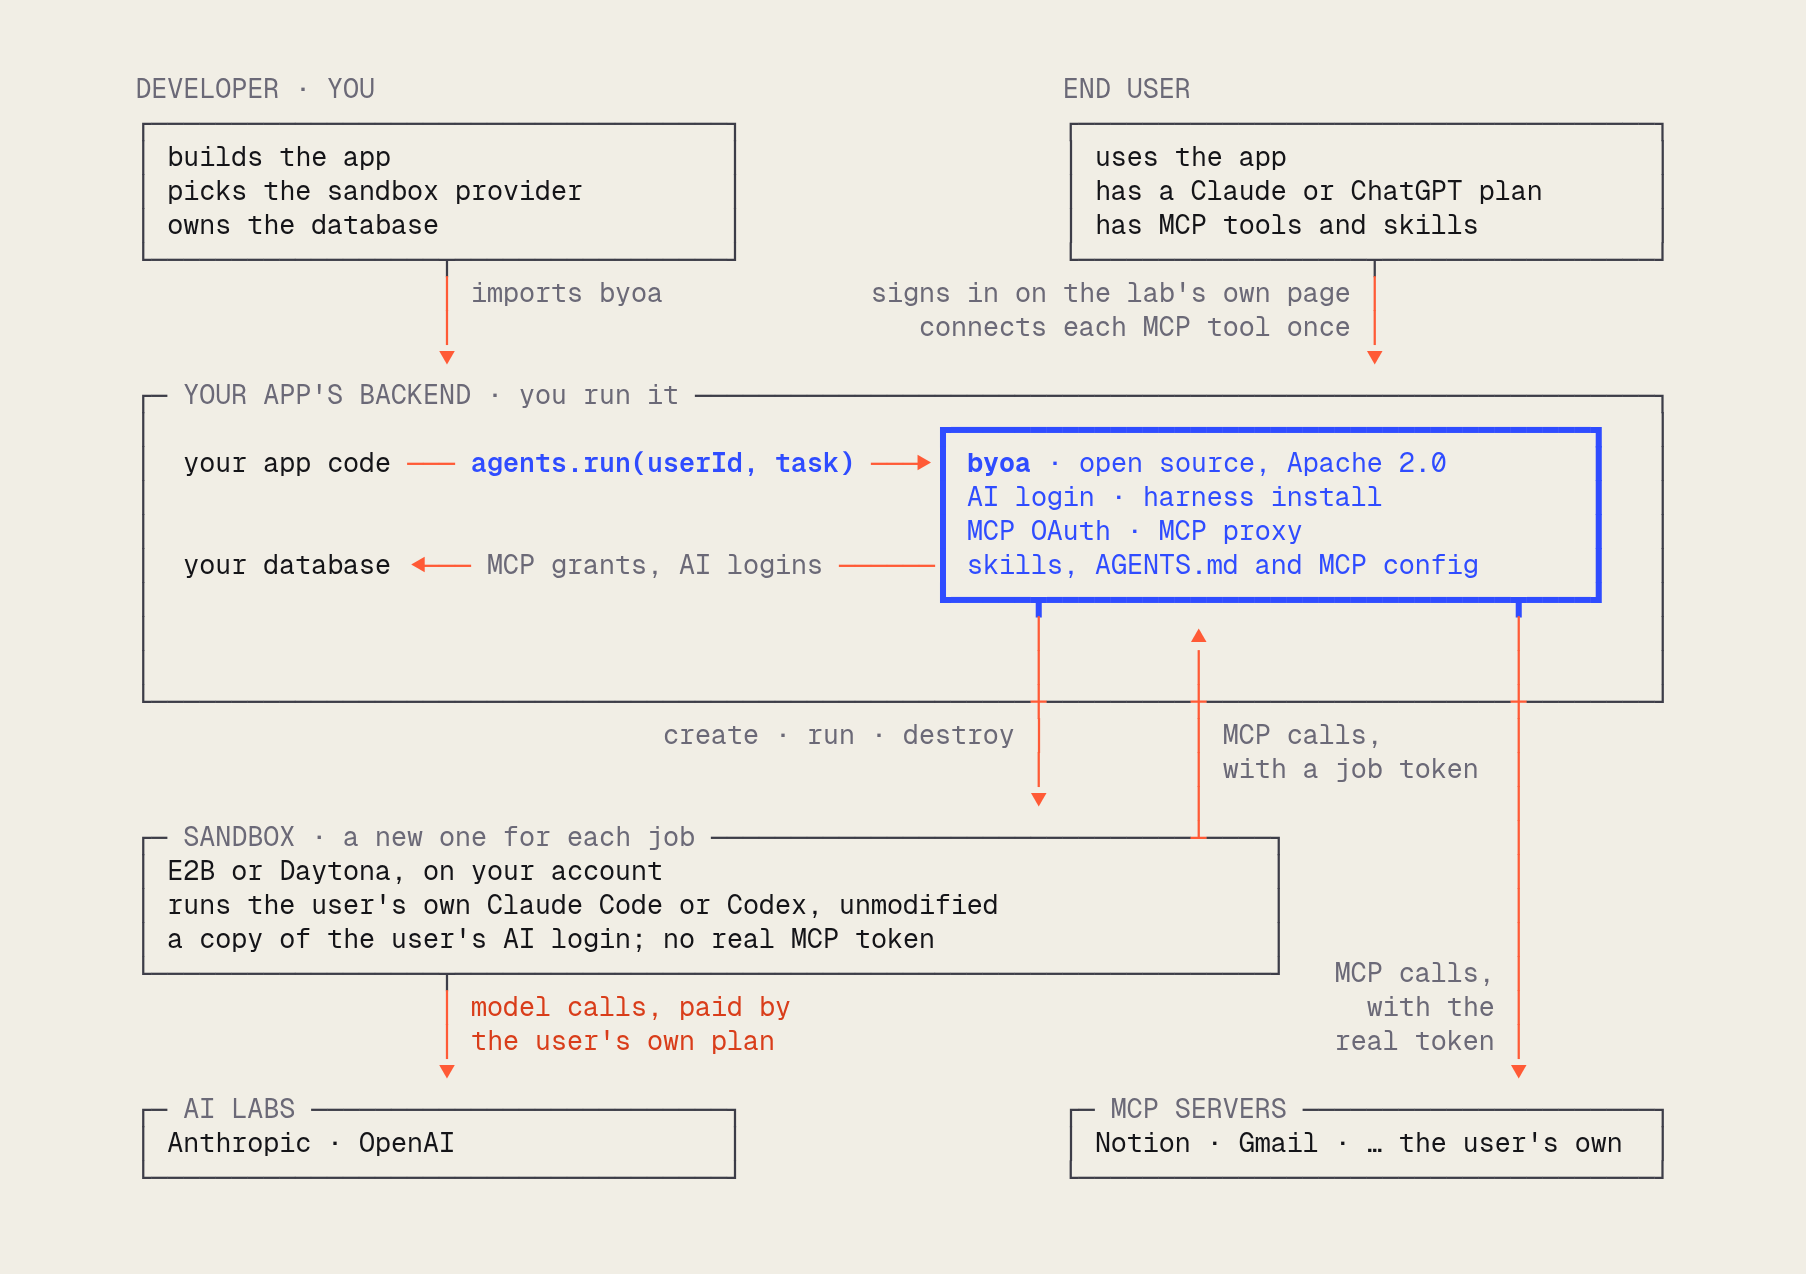 DEVELOPER · YOU
END USER
builds the app
picks the sandbox provider
owns the database
uses the app
has a Claude or ChatGPT plan
has MCP tools and skills
imports byoa
signs in on the lab's own page
connects each MCP tool once
YOUR APP'S BACKEND · you run it
your app code
agents.run(userId, task)
byoa · open source, Apache 2.0
AI login · harness install
MCP OAuth · MCP proxy
skills, AGENTS.md and MCP config
your database
MCP grants, AI logins
create · run · destroy
MCP calls,
with a job token
SANDBOX · a new one for each job
E2B or Daytona, on your account
runs the user's own Claude Code or Codex, unmodified
a copy of the user's AI login; no real MCP token
model calls, paid by
the user's own plan
MCP calls,
with the
real token
AI LABS
Anthropic · OpenAI
MCP SERVERS
Notion · Gmail · … the user's own